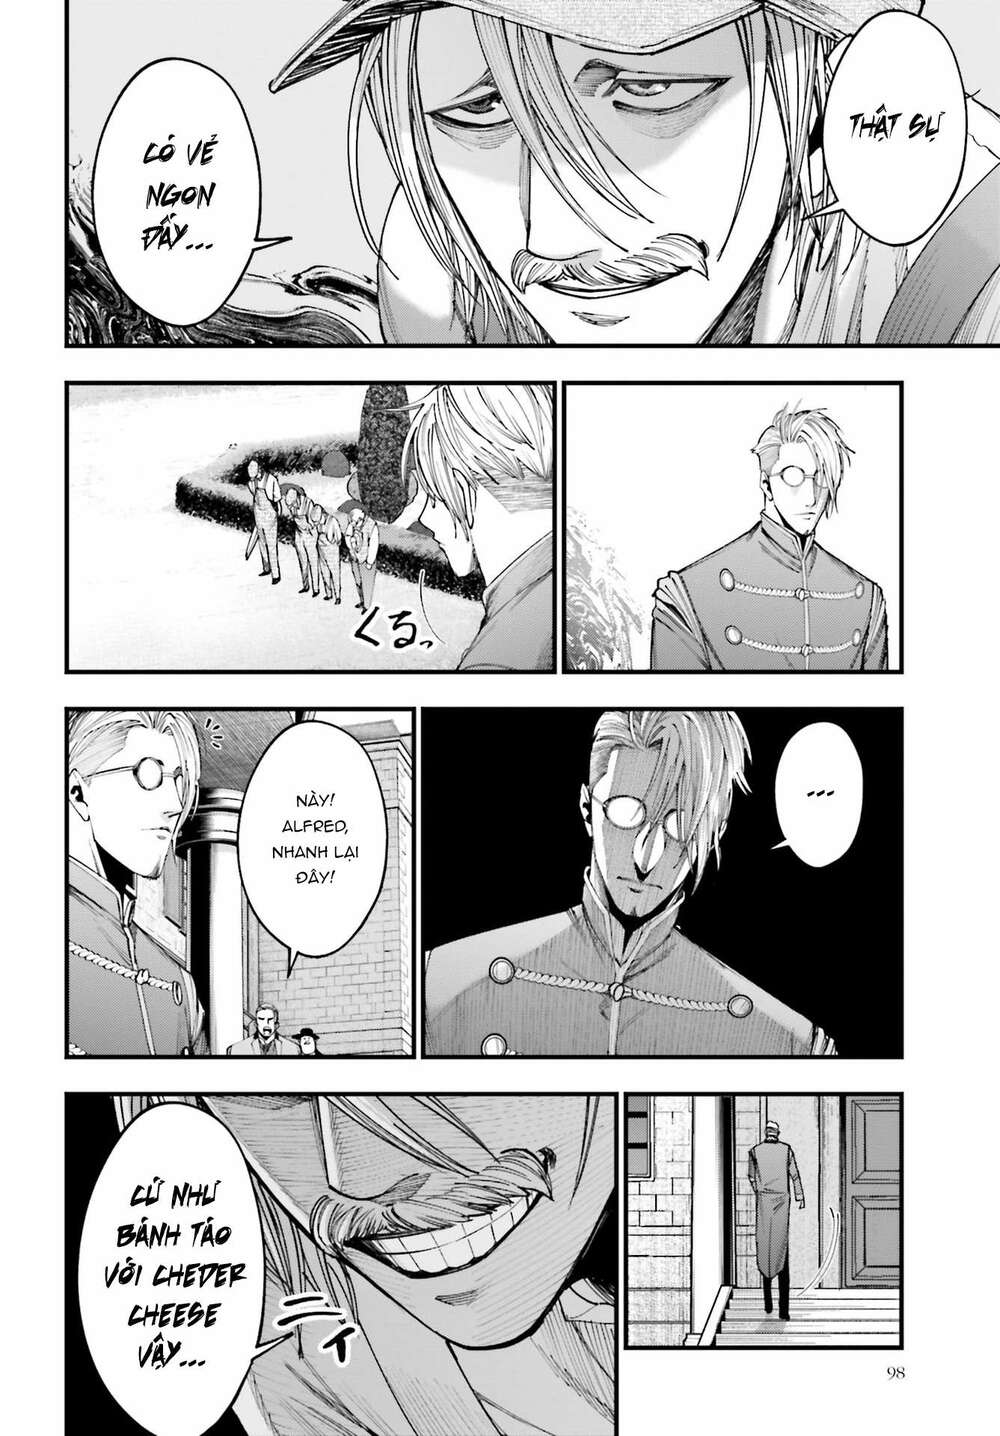 THẬT SỰ
CÓ VẺ
NGON
ĐẤY...
くるっ
...
NÀY!
ALFRED,
NHANH LẠI
ĐÂY!
CỨ NHƯ
BÁNH TÁO
VỚI CHEDER
CHEESE
VẬY...
ニィ
98